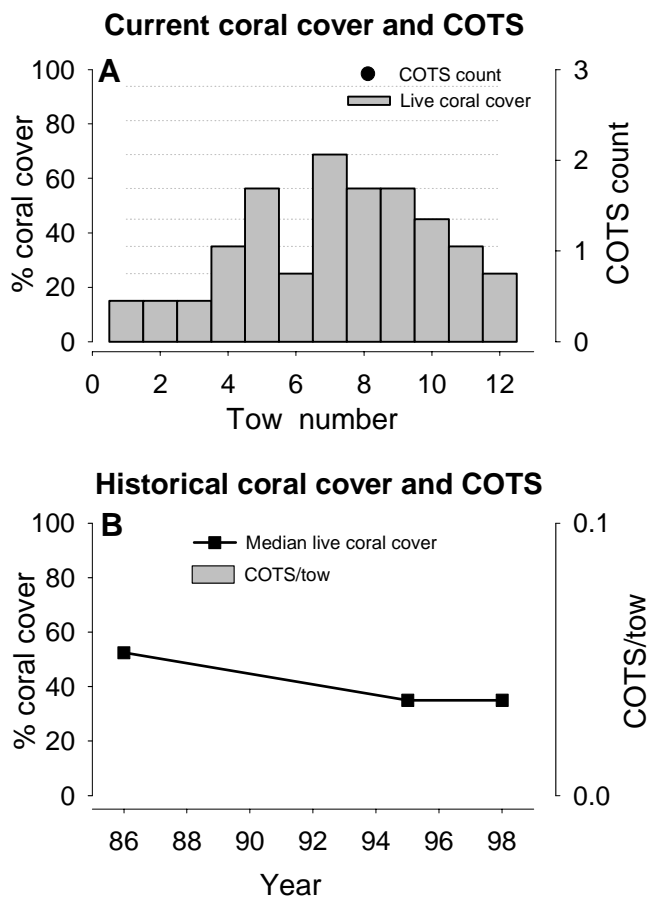 Current coral cover and COTS
A
COTS count
Live coral cover
100
80
60
40
20
0
% coral cover
3
2
1
0
COTS count
0 2 4 6 8 10 12
Tow number
Historical coral cover and COTS
B
Median live coral cover
COTS/tow
100
80
60
40
20
0
% coral cover
0.1
0.0
COTS/tow
86 88 90 92 94 96 98
Year